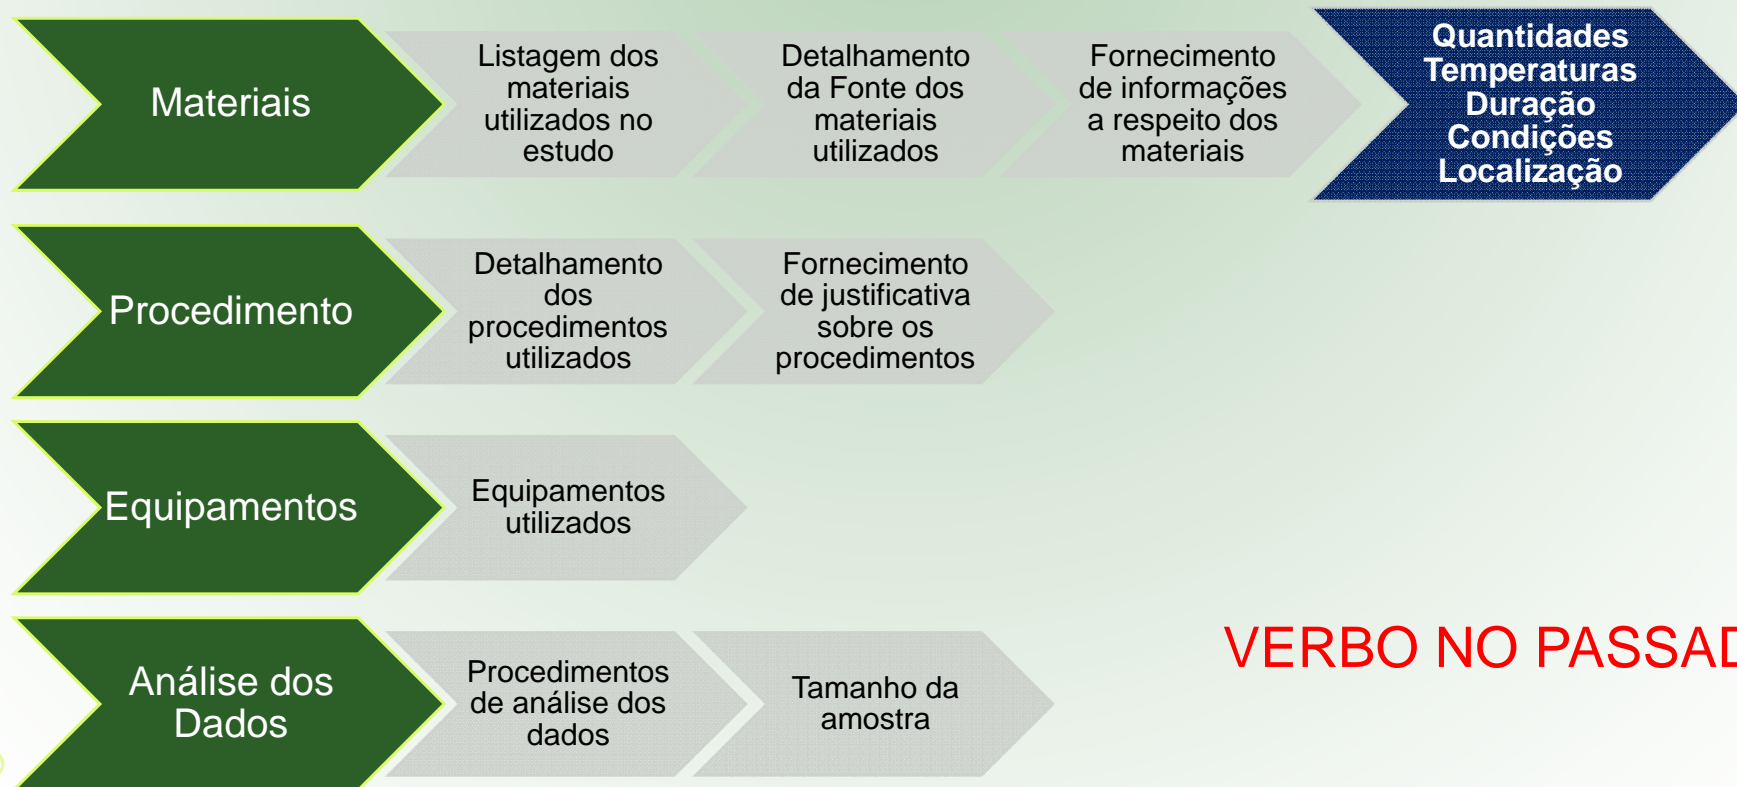 Materiais
Listagem dos
materiais
utilizados no
estudo
Detalhamento
da Fonte dos
materiais
utilizados
Fornecimento
de informações
a respeito dos
materiais
Quantidades
Temperaturas
Duração
Condições
Localização
Procedimento
Detalhamento
dos
procedimentos
utilizados
Fornecimento
de justificativa
sobre os
procedimentos
Equipamentos
Equipamentos
utilizados
Análise dos
Dados
Procedimentos
de análise dos
dados
Tamanho da
amostra
VERBO NO PASSAD